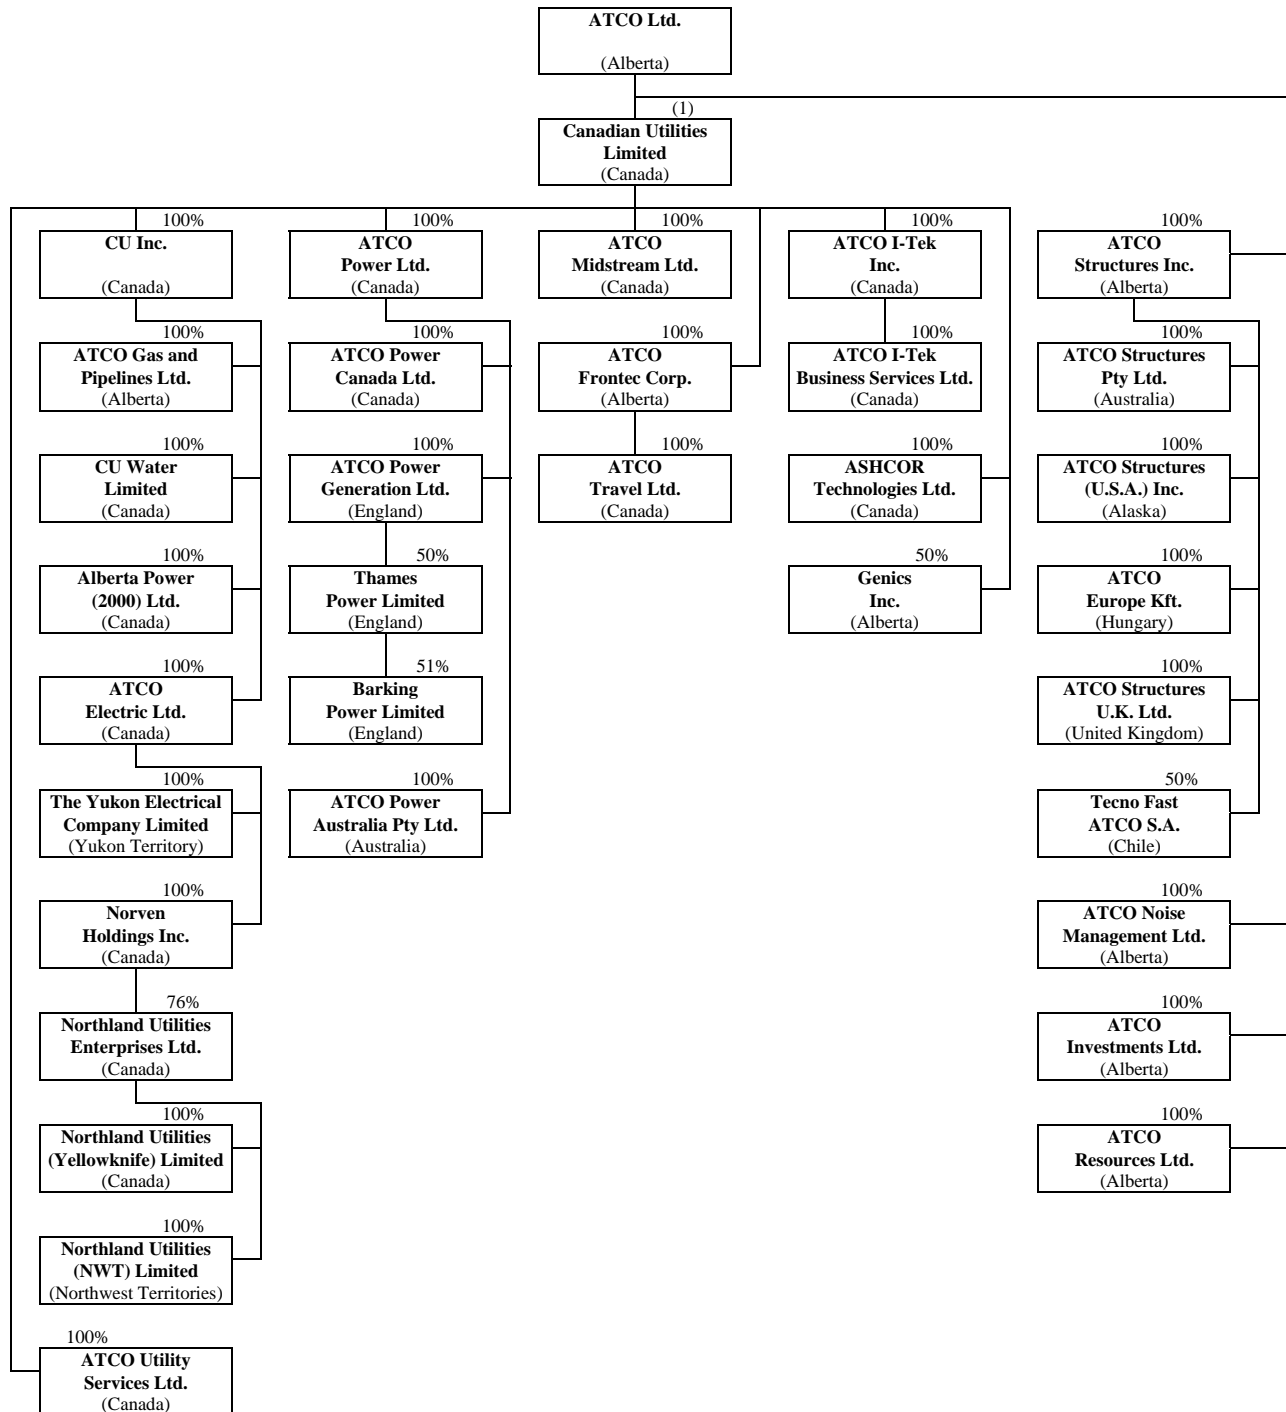 ATCO Ltd.
(Alberta)
(1)
Canadian Utilities
Limited
(Canada)
100%
CU Inc.
(Canada)
100%
ATCO Gas and
Pipelines Ltd.
(Alberta)
100%
CU Water
Limited
(Canada)
100%
Alberta Power
(2000) Ltd.
(Canada)
100%
ATCO
Electric Ltd.
(Canada)
100%
The Yukon Electrical
Company Limited
(Yukon Territory)
100%
Norven
Holdings Inc.
(Canada)
76%
Northland Utilities
Enterprises Ltd.
(Canada)
100%
Northland Utilities
(Yellowknife) Limited
(Canada)
100%
Northland Utilities
(NWT) Limited
(Northwest Territories)
100%
ATCO Utility
Services Ltd.
(Canada)
100%
ATCO
Power Ltd.
(Canada)
100%
ATCO Power
Canada Ltd.
(Canada)
100%
ATCO Power
Generation Ltd.
(England)
50%
Thames
Power Limited
(England)
51%
Barking
Power Limited
(England)
100%
ATCO Power
Australia Pty Ltd.
(Australia)
100%
ATCO
Midstream Ltd.
(Canada)
100%
ATCO
Frontec Corp.
(Alberta)
100%
ATCO
Travel Ltd.
(Canada)
100%
ATCO I-Tek
Inc.
(Canada)
100%
ATCO I-Tek
Business Services Ltd.
(Canada)
100%
ASHCOR
Technologies Ltd.
(Canada)
50%
Genics
Inc.
(Alberta)
100%
ATCO
Structures Inc.
(Alberta)
100%
ATCO Structures
Pty Ltd.
(Australia)
100%
ATCO Structures
(U.S.A.) Inc.
(Alaska)
100%
ATCO
Europe Kft.
(Hungary)
100%
ATCO Structures
U.K. Ltd.
(United Kingdom)
50%
Tecno Fast
ATCO S.A.
(Chile)
100%
ATCO Noise
Management Ltd.
(Alberta)
100%
ATCO
Investments Ltd.
(Alberta)
100%
ATCO
Resources Ltd.
(Alberta)